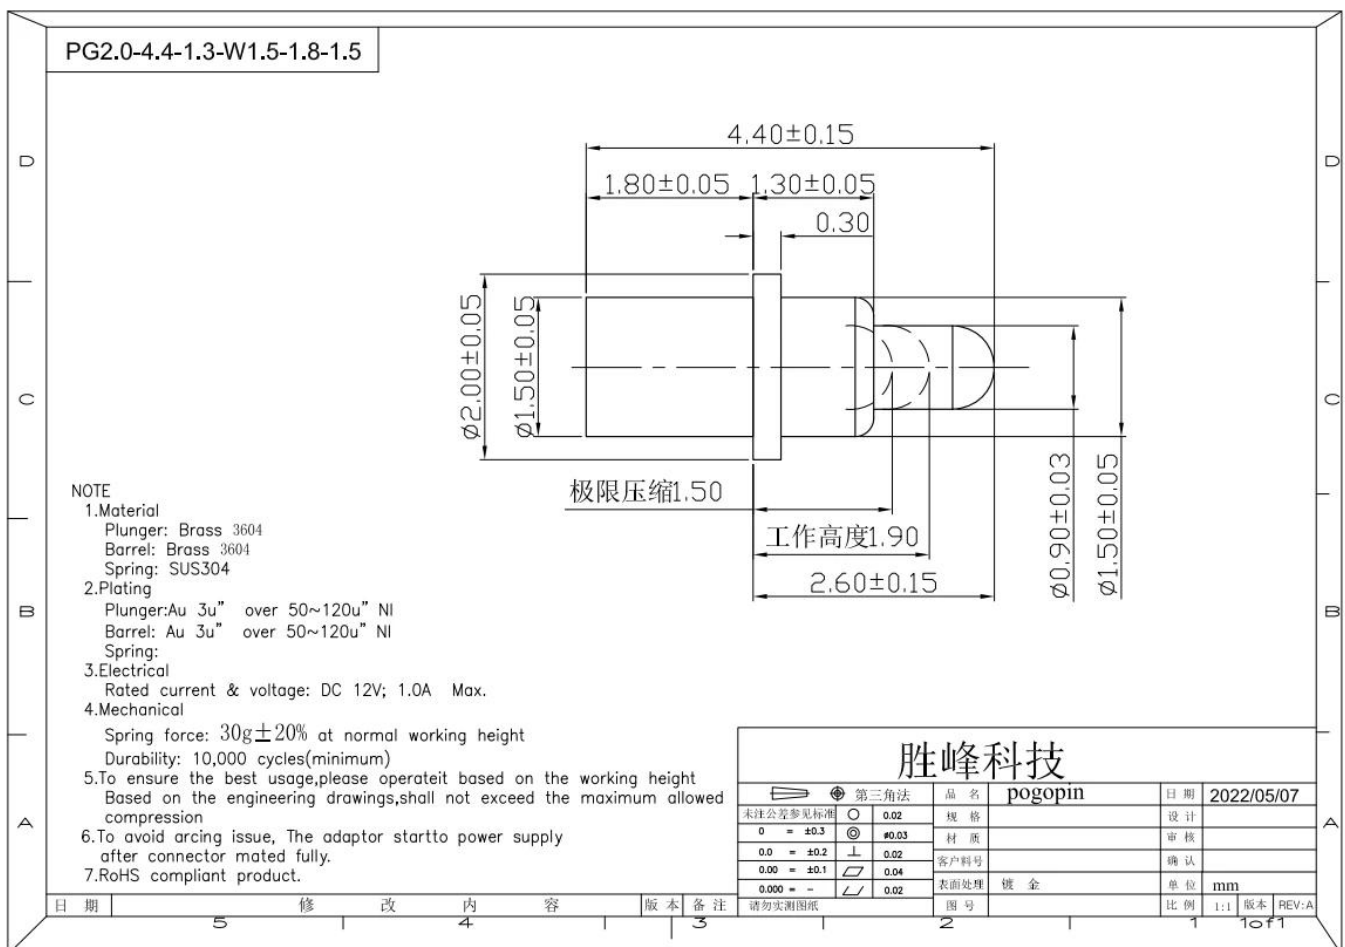 PG2.0-4.4-1.3-W1.5-1.8-1.5
4.40±0.15
1.80±0.05
1.30±0.05
0.30
ø2.00±0.05
ø1.50±0.05
极限压缩1.50
工作高度1.90
2.60±0.15
ø0.90±0.03
ø1.50±0.05
D
D
C
C
B
B
A
A
NOTE
1.Material
Plunger: Brass 3604
Barrel: Brass 3604
Spring: SUS304
2.Plating
Plunger:Au 3u" over 50~120u" NI
Barrel: Au 3u" over 50~120u" NI
Spring:
3.Electrical
Rated current & voltage: DC 12V; 1.0A Max.
4.Mechanical
Spring force: 30g±20% at normal working height
Durability: 10,000 cycles(minimum)
5.To ensure the best usage,please operateit based on the working height
Based on the engineering drawings,shall not exceed the maximum allowed
compression
6.To avoid arcing issue, The adaptor startto power supply
after connector mated fully.
7.RoHS compliant product.
胜峰科技
第三角法 品 名 pogopin 日 期 2022/05/07
未注公差参见标准 0.02 规 格 设 计
0 = ±0.3 ø0.03 材 质 审 核
0.0 = ±0.2 0.02 客户料号 确 认
0.00 = ±0.1 0.04
0.000 = - 0.02 表面处理 镀 金 单 位 mm
请勿实测图纸 图 号 比 例 1:1 版本 REV:A
日 期 修 改 内 容 版 本 备 注
5 4 3 2 1 1of1